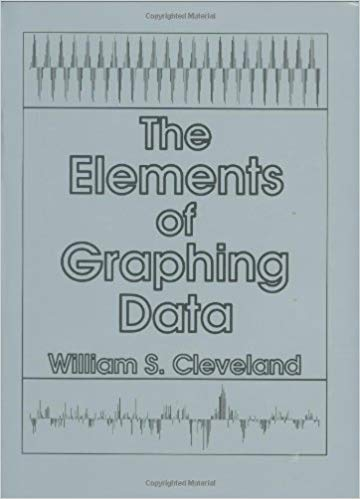 Copyrighted Material
The
Elements
of
Graphing
Data
William S. Cleveland
Copyrighted Material